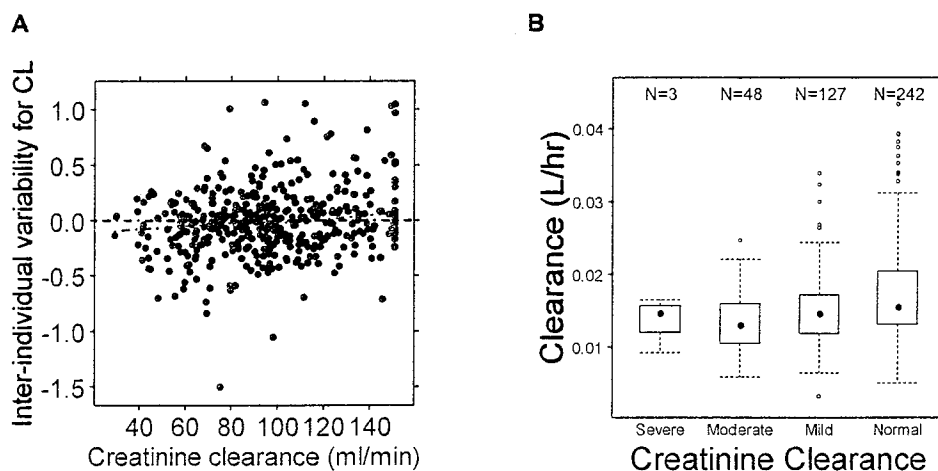 A
Inter-individual variability for CL
1.0
0.5
0.0
-0.5
-1.0
-1.5
40 60 80 100 120 140
Creatinine clearance (ml/min)
B
Clearance (L/hr)
N=3 N=48 N=127 N=242
0.04
0.03
0.02
0.01
Severe Moderate Mild Normal
Creatinine Clearance